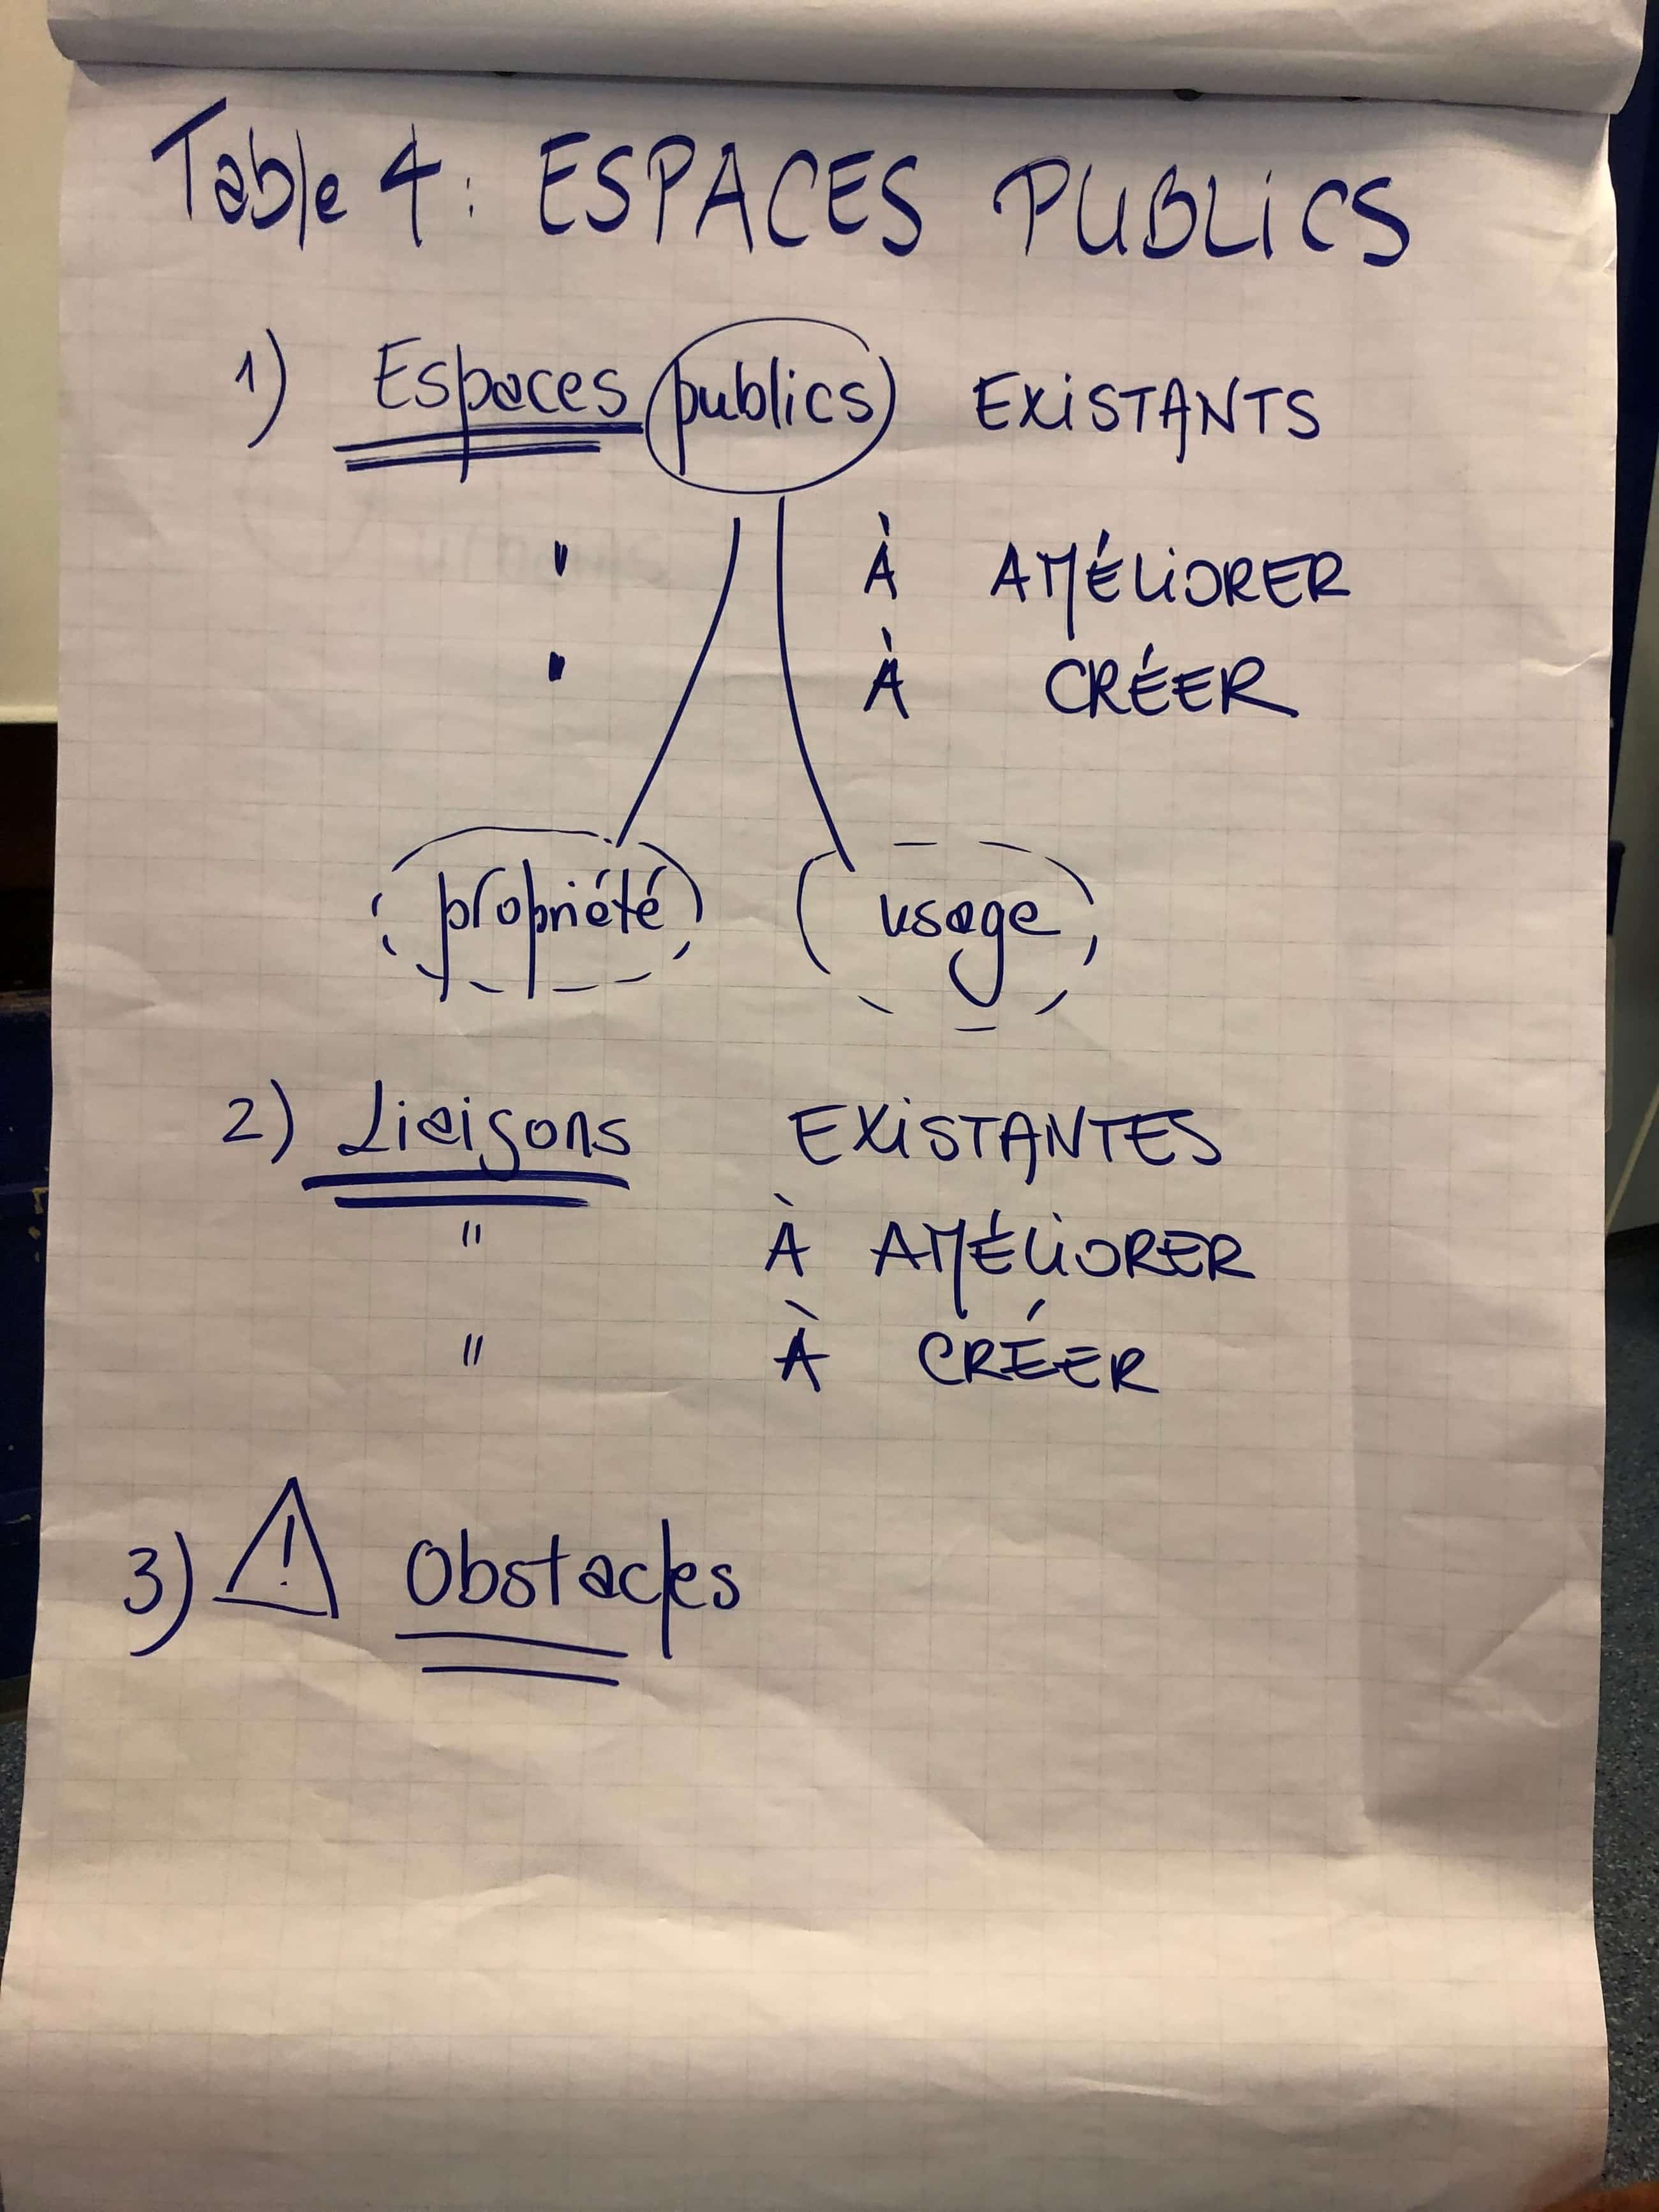 Table 4: ESPACES PUBLICS
1) Espaces publics EXISTANTS
" À AMÉLIORER
" À CRÉER
propriété usage
2) Liaisons EXISTANTES
" À AMÉLIORER
" À CRÉER
3) ! Obstacles